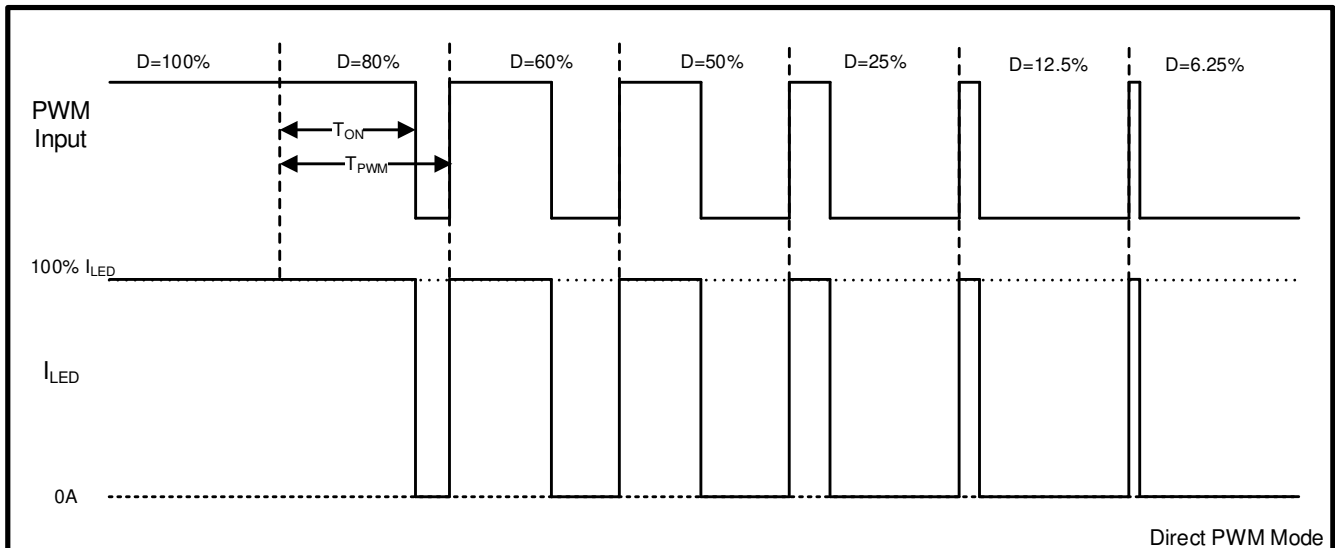 D=100% D=80% D=60% D=50% D=25% D=12.5% D=6.25%
PWM
Input
TON
TPWM
100% ILED
ILED
0A
Direct PWM Mode